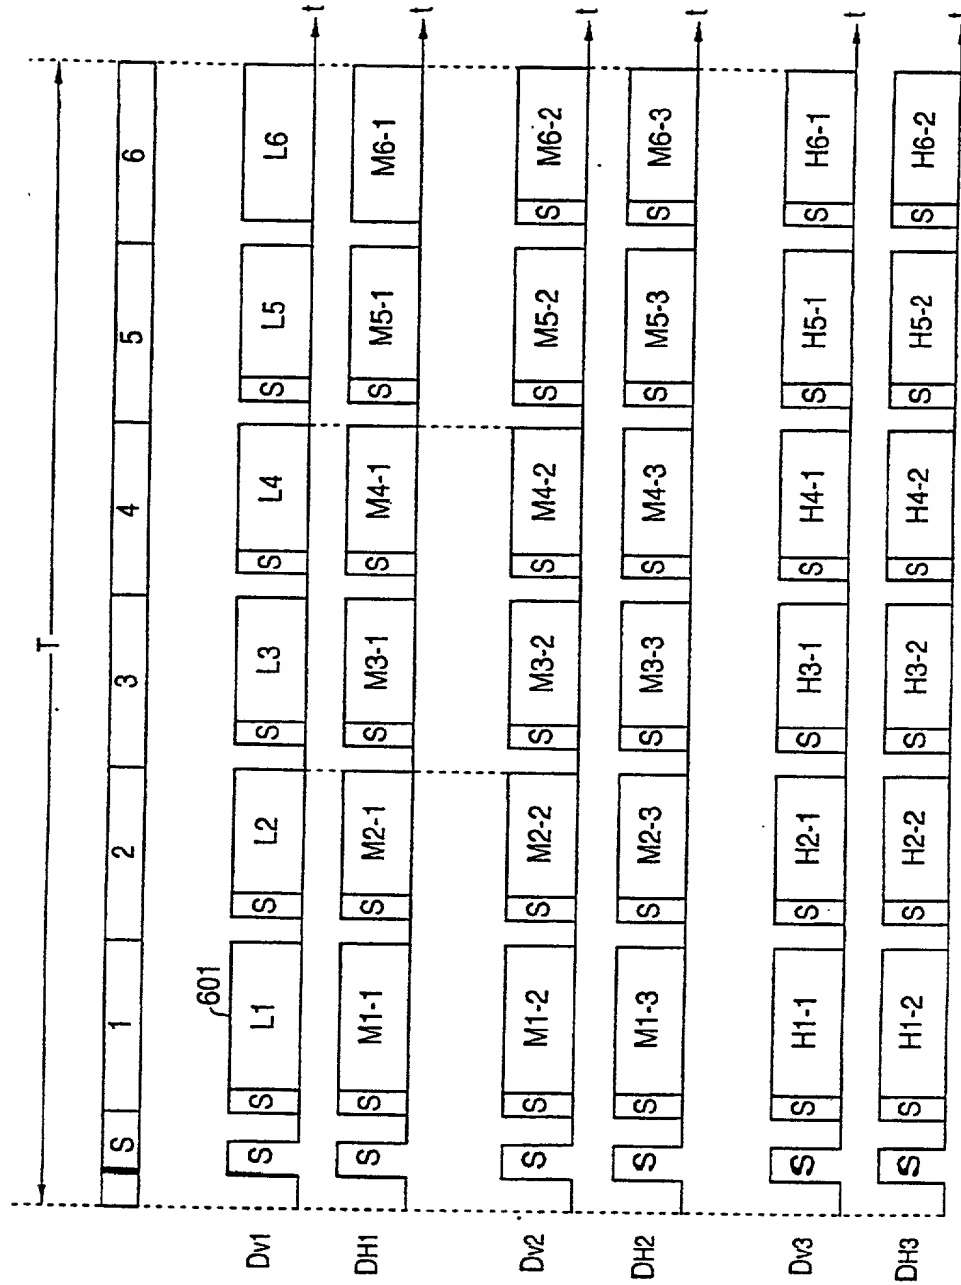 T
S 1 2 3 4 5 6
601
DV1 S S L1 S L2 S L3 S L4 S L5 L6 t
DH1 S S M1-1 S M2-1 S M3-1 S M4-1 S M5-1 M6-1 t
DV2 S S M1-2 S M2-2 S M3-2 S M4-2 S M5-2 S M6-2 t
DH2 S S M1-3 S M2-3 S M3-3 S M4-3 S M5-3 S M6-3 t
DV3 S S H1-1 S H2-1 S H3-1 S H4-1 S H5-1 S H6-1 t
DH3 S S H1-2 S H2-2 S H3-2 S H4-2 S H5-2 S H6-2 t